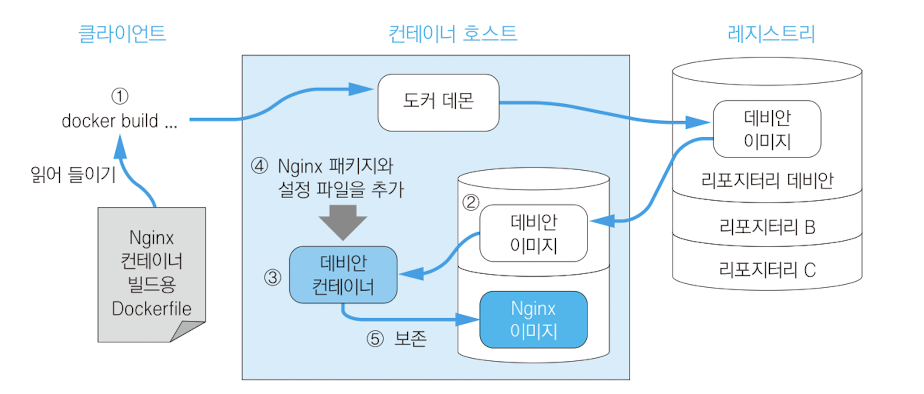 클라이언트
컨테이너 호스트
레지스트리
①
docker build ...
읽어 들이기
Nginx
컨테이너
빌드용
Dockerfile
도커 데몬
④ Nginx 패키지와
설정 파일을 추가
②
데비안
이미지
③
데비안
컨테이너
Nginx
이미지
⑤ 보존
데비안
이미지
리포지터리 데비안
리포지터리 B
리포지터리 C